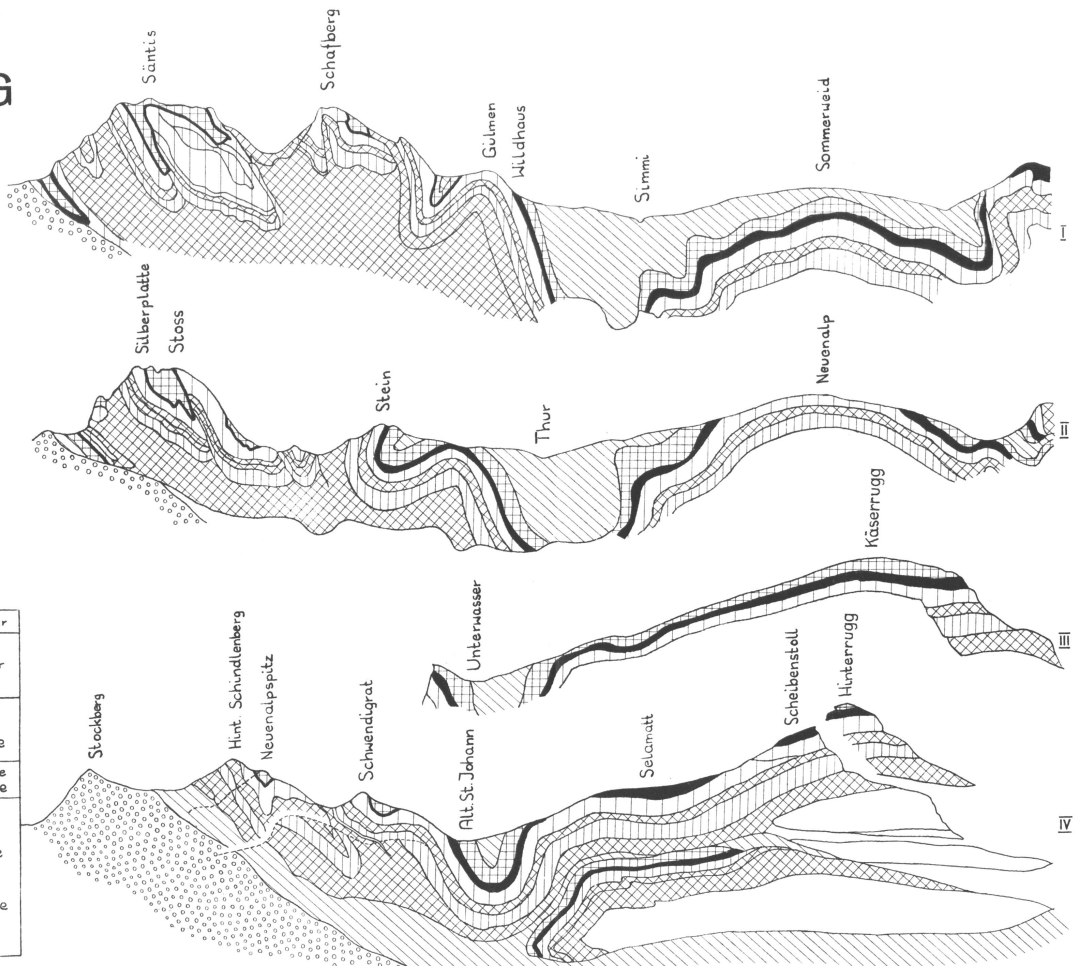 G
Säntis
Schafberg
Gülmen
Wildhaus
Simmi
Sommerweid
I
Silberplatte
Stoss
Stein
Thur
Neuenalp
II
Käserrugg
Unterwasser
III
Stockberg
Hint. Schindlenberg
Neuenalpspitz
Schwendigrat
Alt.St.Johann
Selamatt
Scheibenstoll
Hinterrugg
IV
r
e
e
e